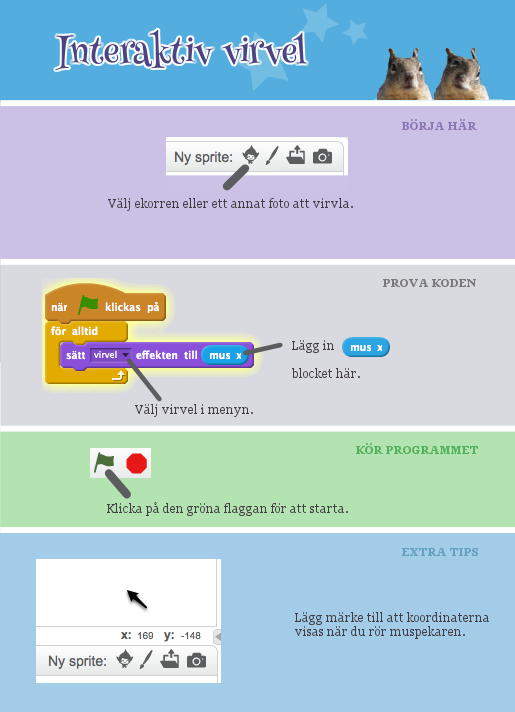 Interaktiv virvel
BÖRJA HÄR
Ny sprite:
Välj ekorren eller ett annat foto att virvla.
PROVA KODEN
när klickas på
för alltid
sätt virvel effekten till mus x
Lägg in mus x
blocket här.
Välj virvel i menyn.
KÖR PROGRAMMET
Klicka på den gröna flaggan för att starta.
EXTRA TIPS
x: 169 y: -148
Ny sprite:
Lägg märke till att koordinaterna
visas när du rör muspekaren.